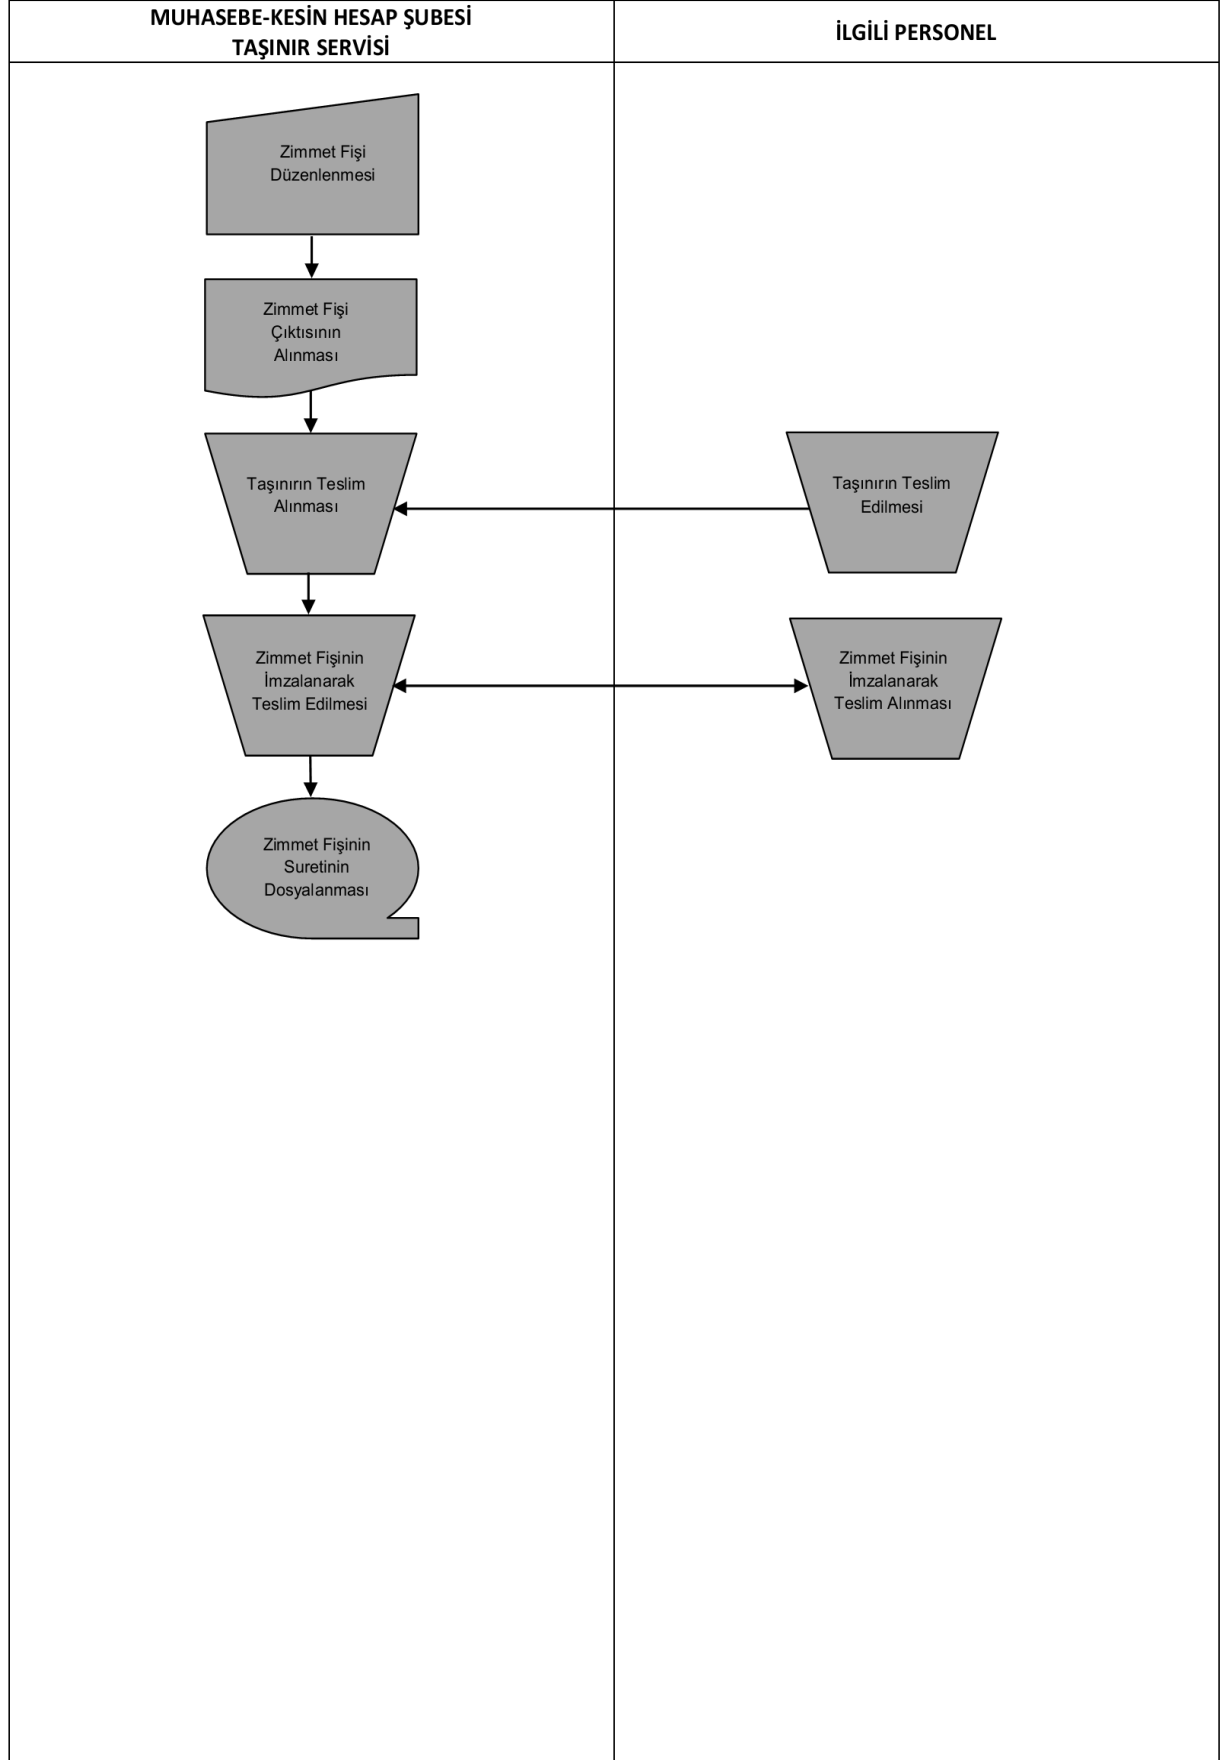 MUHASEBE-KESİN HESAP ŞUBESİ
TAŞINIR SERVİSİ
İLGİLİ PERSONEL
Zimmet Fişi
Düzenlenmesi
Zimmet Fişi
Çıktısının
Alınması
Taşınırın Teslim
Alınması
Taşınırın Teslim
Edilmesi
Zimmet Fişinin
İmzalanarak
Teslim Edilmesi
Zimmet Fişinin
İmzalanarak
Teslim Alınması
Zimmet Fişinin
Suretinin
Dosyalanması